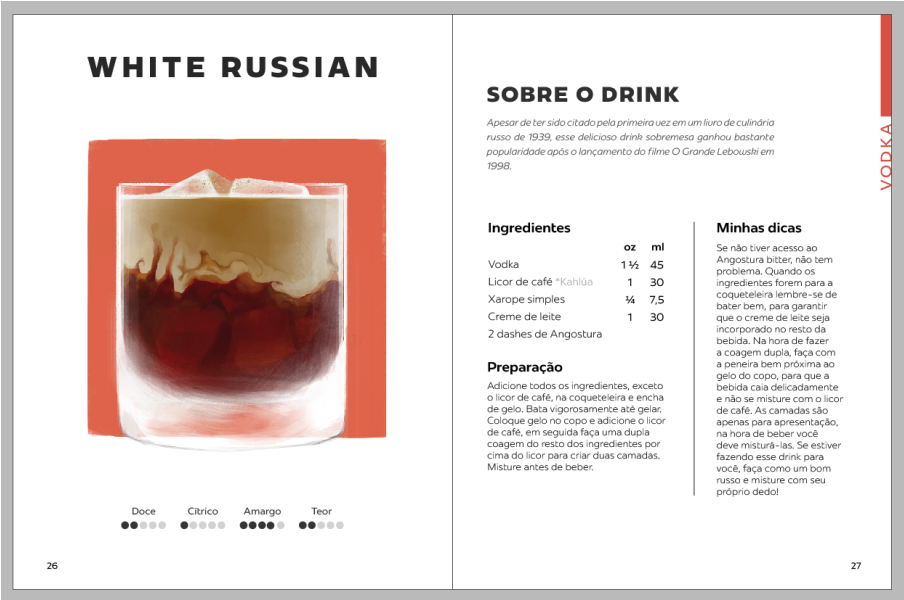 WHITE RUSSIAN
Doce Cítrico Amargo Teor
26
SOBRE O DRINK
Apesar de ter sido citado pela primeira vez em um livro de culinária
russo de 1939, esse delicioso drink sobremesa ganhou bastante
popularidade após o lançamento do filme O Grande Lebowski em
1998.
Ingredientes
oz ml
Vodka 1 ½ 45
Licor de café *Kahlúa 1 30
Xarope simples ¼ 7,5
Creme de leite 1 30
2 dashes de Angostura
Preparação
Adicione todos os ingredientes, exceto
o licor de café, na coqueteleira e encha
de gelo. Bata vigorosamente até gelar.
Coloque gelo no copo e adicione o licor
de café, em seguida faça uma dupla
coagem do resto dos ingredientes por
cima do licor para criar duas camadas.
Misture antes de beber.
Minhas dicas
Se não tiver acesso ao
Angostura bitter, não tem
problema. Quando os
ingredientes forem para a
coqueteleira lembre-se de
bater bem, para garantir
que o creme de leite seja
incorporado no resto da
bebida. Na hora de fazer
a coagem dupla, faça com
a peneira bem próxima ao
gelo do copo, para que a
bebida caia delicadamente
e não se misture com o licor
de café. As camadas são
apenas para apresentação,
na hora de beber você
deve misturá-las. Se estiver
fazendo esse drink para
você, faça como um bom
russo e misture com seu
próprio dedo!
VODKA
27